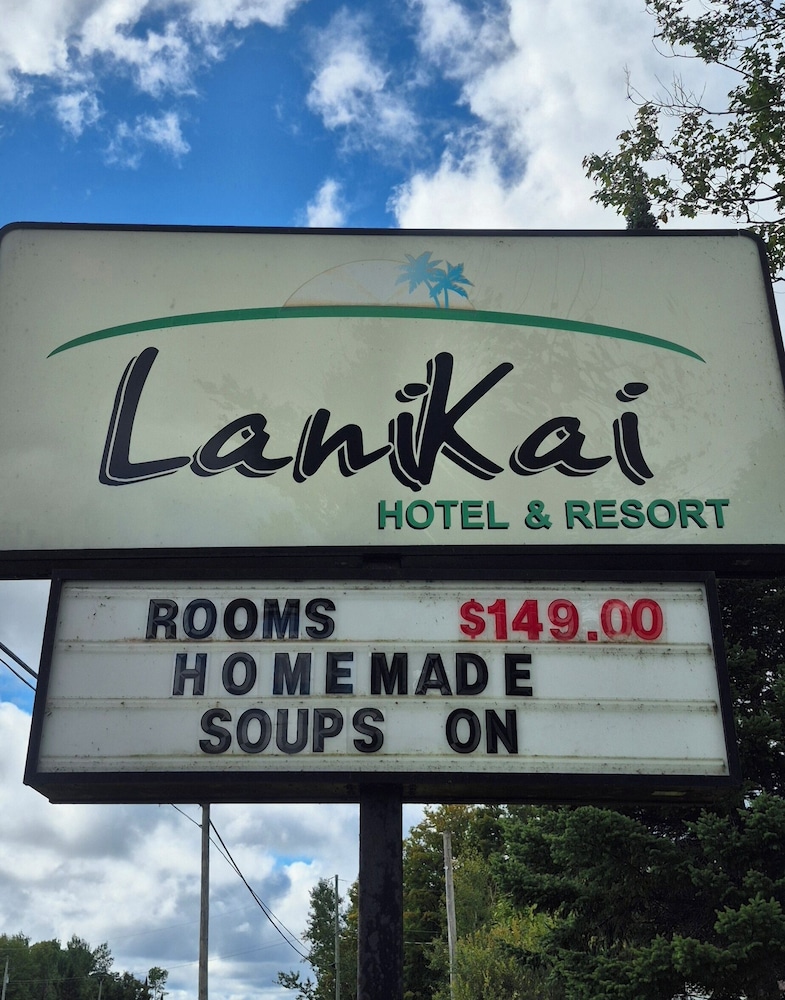 LaniKai
HOTEL & RESORT
ROOMS $149.00
HOMEMADE
SOUPS ON